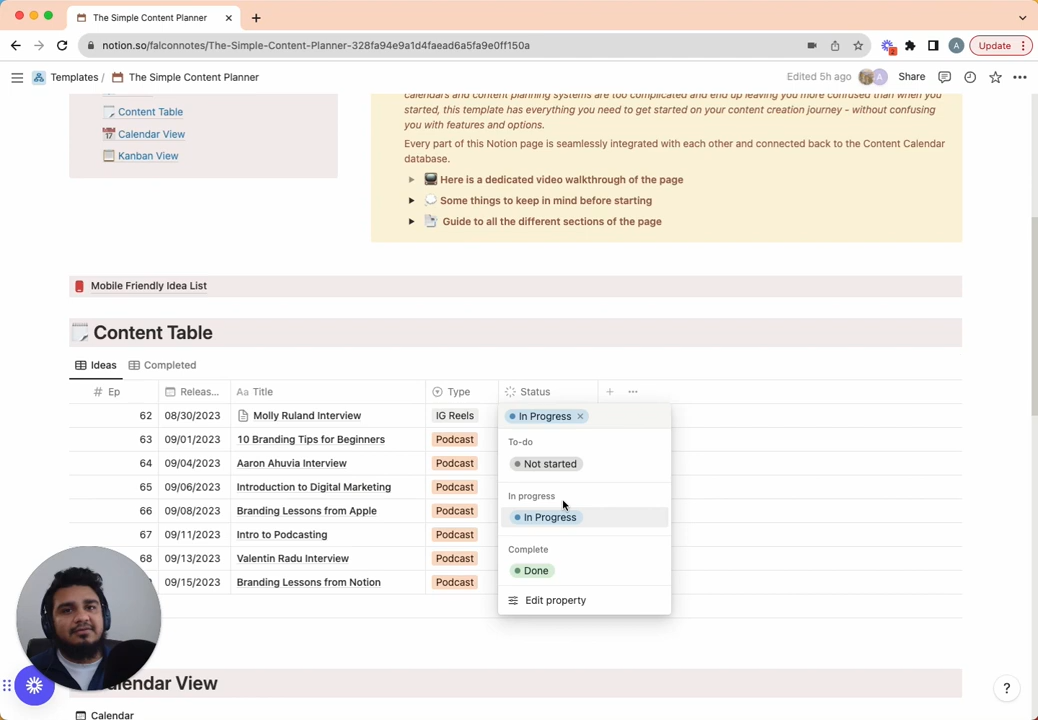 The Simple Content Planner
notion.so/falconnotes/The-Simple-Content-Planner-328fa94e9a1d4faead6a5fa9e0ff150a
A
Update
Templates / The Simple Content Planner
Edited 5h ago
A
Share
Content Table
Calendar View
Kanban View
calendars and content planning systems are too complicated and end up leaving you more confused than when you
started, this template has everything you need to get started on your content creation journey - without confusing
you with features and options.
Every part of this Notion page is seamlessly integrated with each other and connected back to the Content Calendar
database.
Here is a dedicated video walkthrough of the page
Some things to keep in mind before starting
Guide to all the different sections of the page
Mobile Friendly Idea List
Content Table
Ideas Completed
# Ep Releas... Aa Title Type Status
62 08/30/2023 Molly Ruland Interview IG Reels In Progress ×
63 09/01/2023 10 Branding Tips for Beginners Podcast
64 09/04/2023 Aaron Ahuvia Interview Podcast
65 09/06/2023 Introduction to Digital Marketing Podcast
66 09/08/2023 Branding Lessons from Apple Podcast
67 09/11/2023 Intro to Podcasting Podcast
68 09/13/2023 Valentin Radu Interview Podcast
09/15/2023 Branding Lessons from Notion Podcast
To-do
Not started
In progress
In Progress
Complete
Done
Edit property
Calendar View
Calendar
?